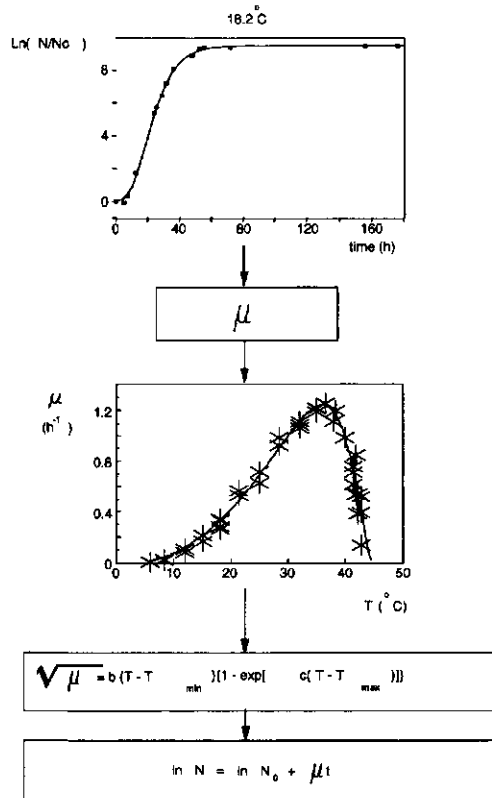 18.2°C
Ln( N/No )
8
4
0
0 40 80 120 160
time (h)
μ
μ
(h⁻¹)
1.2
0.8
0.4
0
0 10 20 30 40 50
T (°C)
√μ = b (T - T min )[1 - exp[ c( T - T max )]}
ln N = ln N₀ + μt